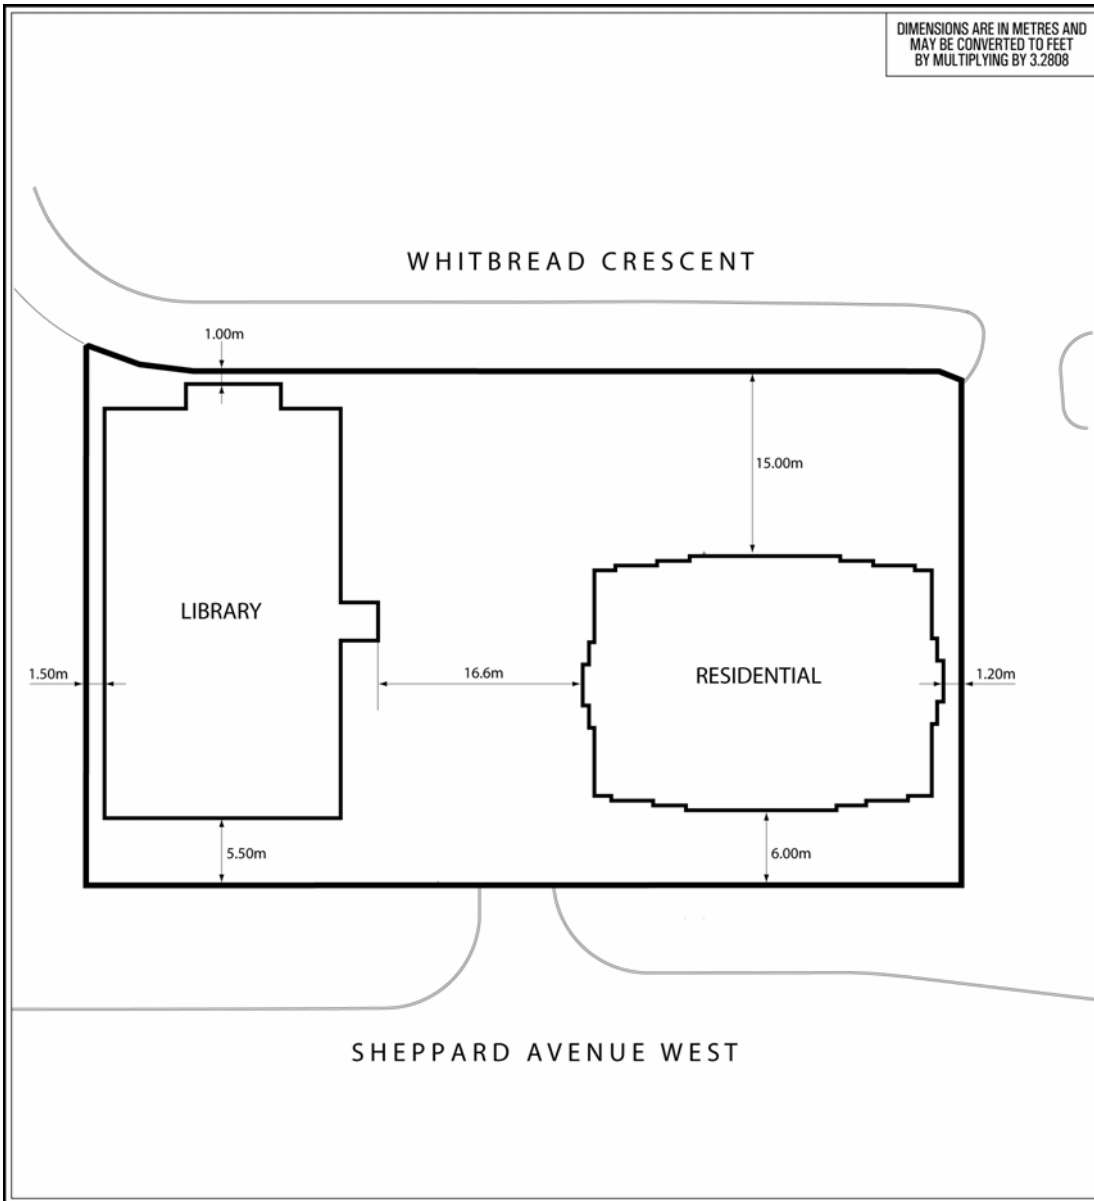 DIMENSIONS ARE IN METRES AND
MAY BE CONVERTED TO FEET
BY MULTIPLYING BY 3.2808
WHITBREAD CRESCENT
1.00m
15.00m
LIBRARY
1.50m
16.6m
RESIDENTIAL
1.20m
5.50m
6.00m
SHEPPARD AVENUE WEST